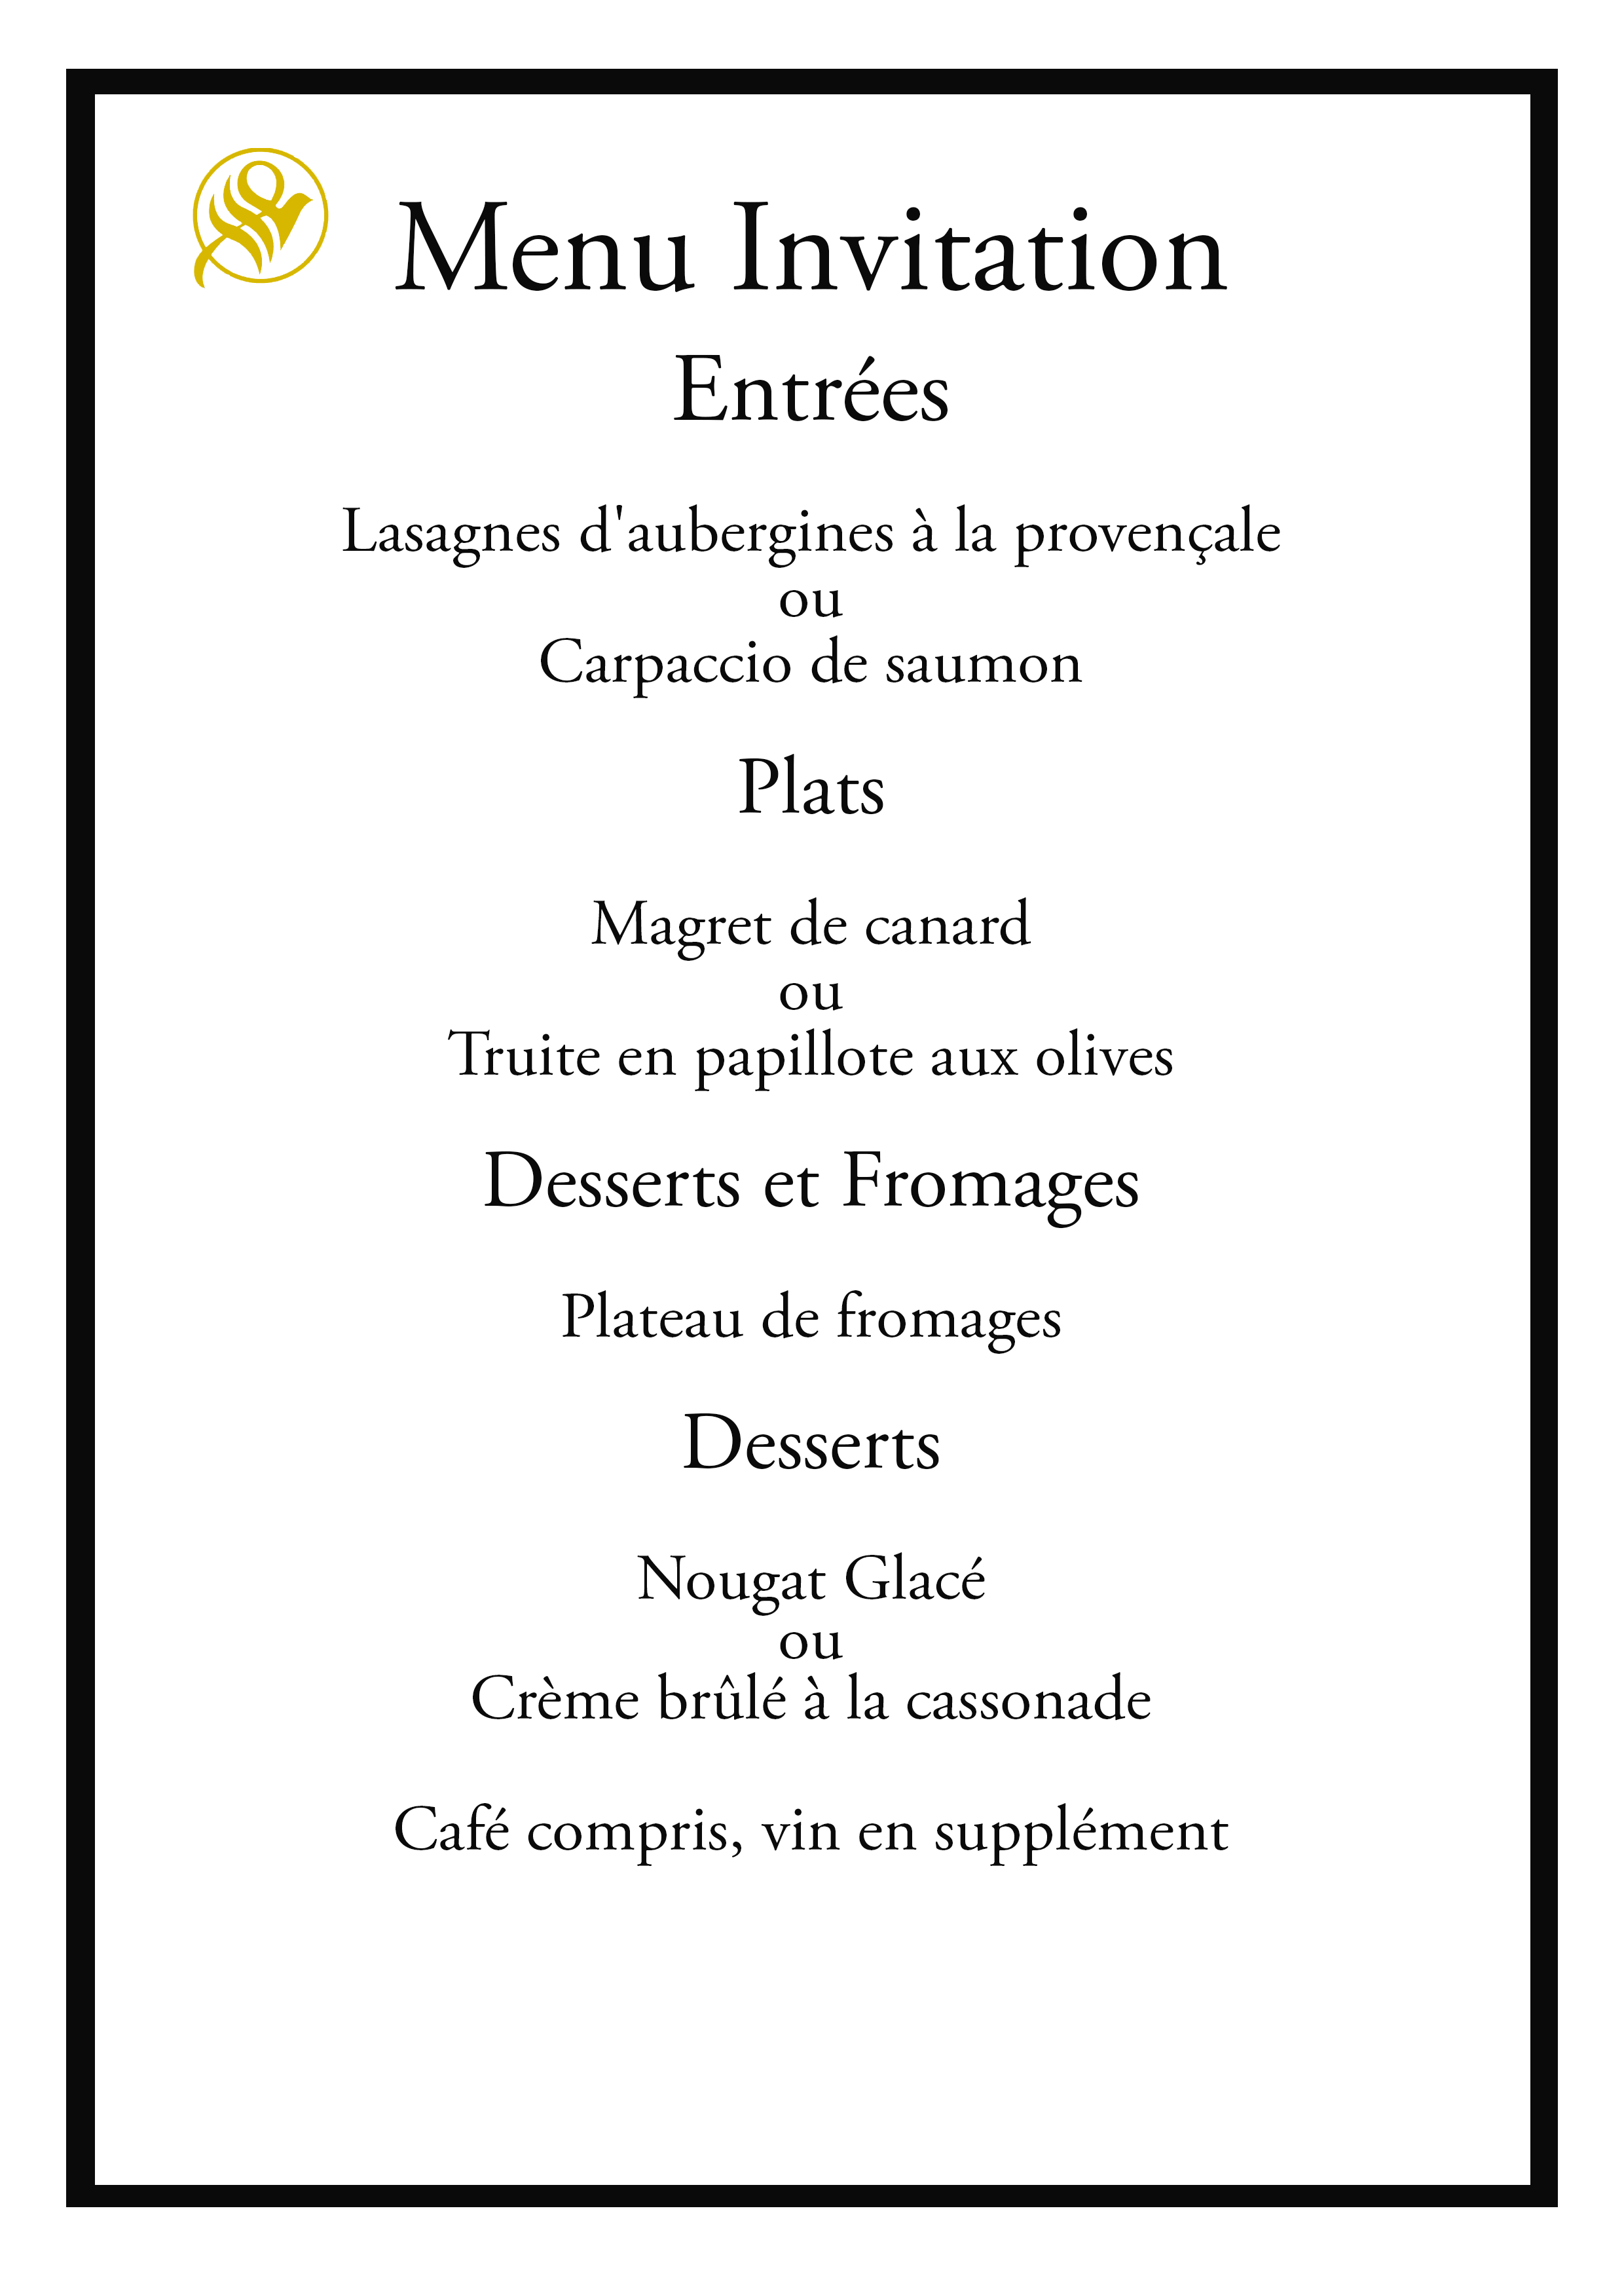 Menu Invitation
Entrées
Lasagnes d'aubergines à la provençale
ou
Carpaccio de saumon
Plats
Magret de canard
ou
Truite en papillote aux olives
Desserts et Fromages
Plateau de fromages
Desserts
Nougat Glacé
ou
Crème brûlé à la cassonade
Café compris, vin en supplément